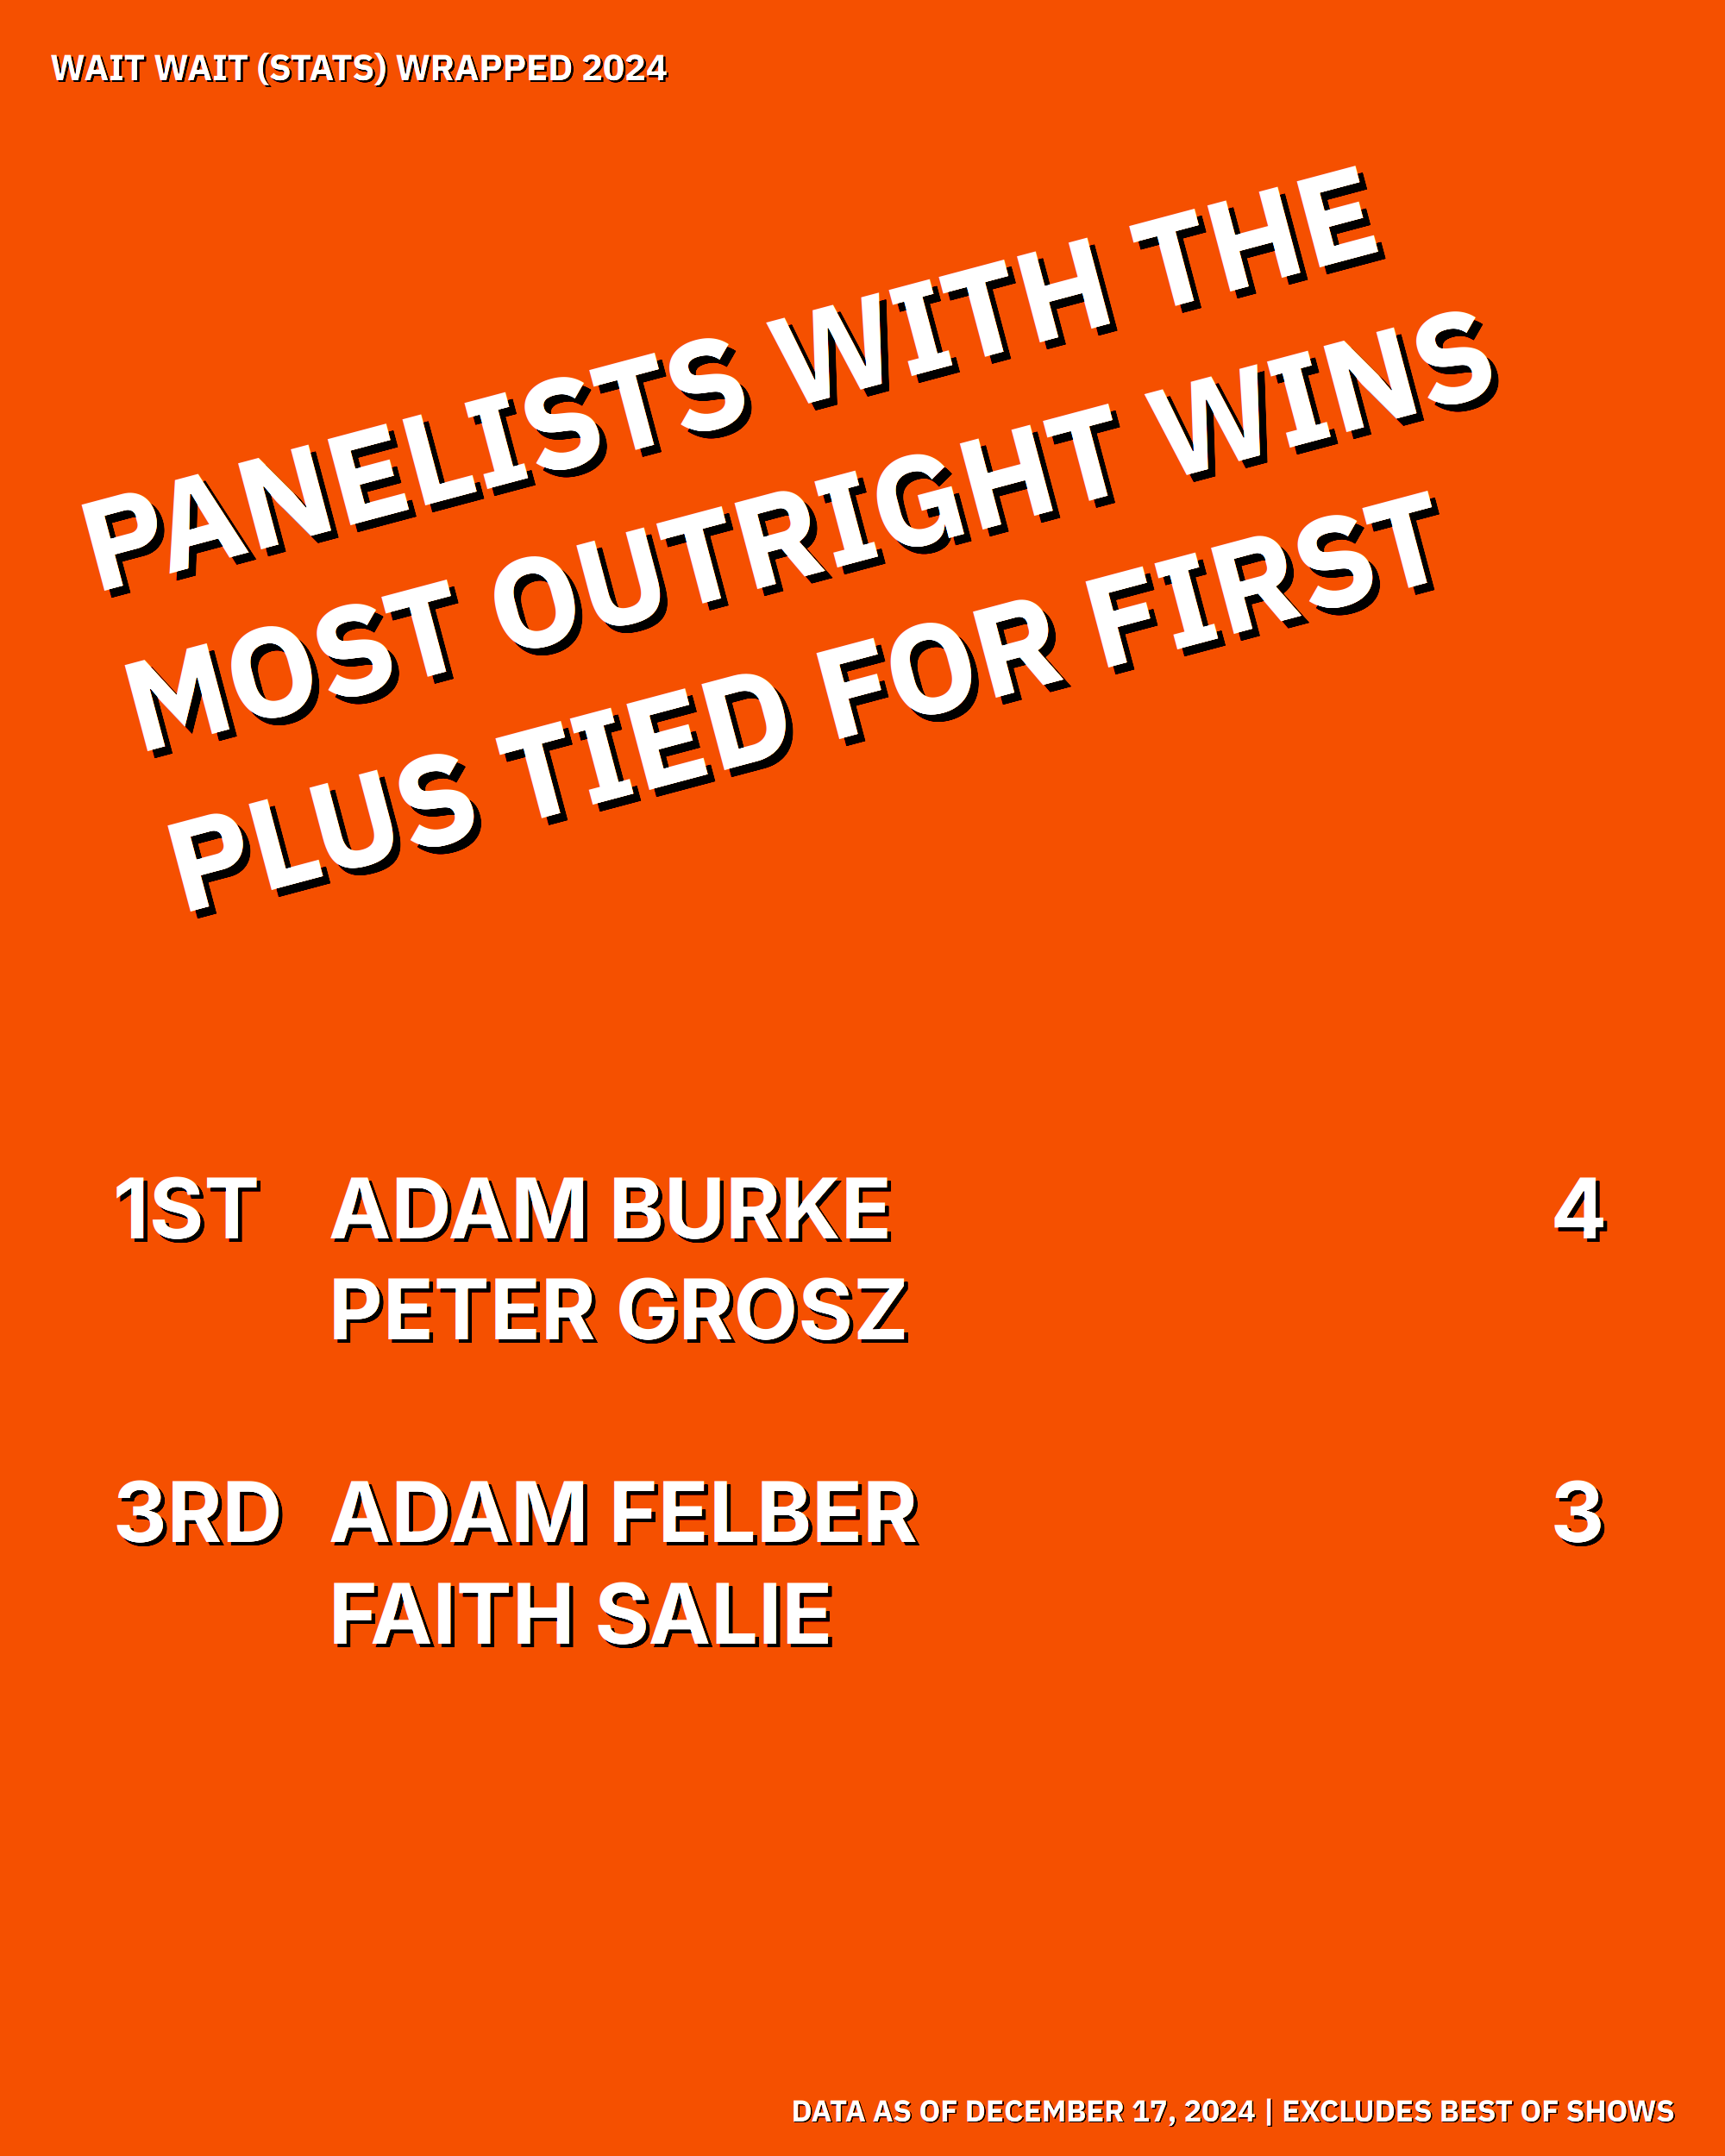 WAIT WAIT (STATS) WRAPPED 2024
PANELISTS WITH THE
MOST OUTRIGHT WINS
PLUS TIED FOR FIRST
1ST ADAM BURKE 4
PETER GROSZ
3RD ADAM FELBER 3
FAITH SALIE
DATA AS OF DECEMBER 17, 2024 | EXCLUDES BEST OF SHOWS